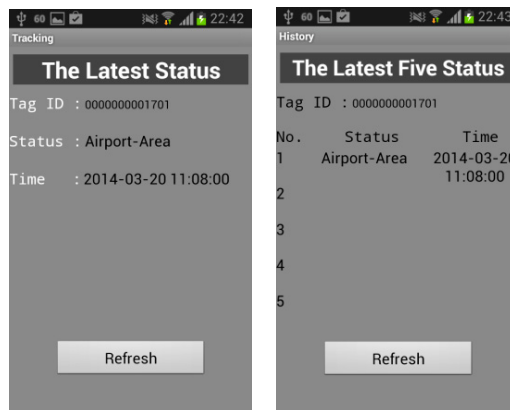 60 22:42
Tracking
The Latest Status
Tag ID : 0000000001701
Status : Airport-Area
Time : 2014-03-20 11:08:00
Refresh
60 22:43
History
The Latest Five Status
Tag ID : 0000000001701
No. Status Time
1 Airport-Area 2014-03-20
11:08:00
2
3
4
5
Refresh